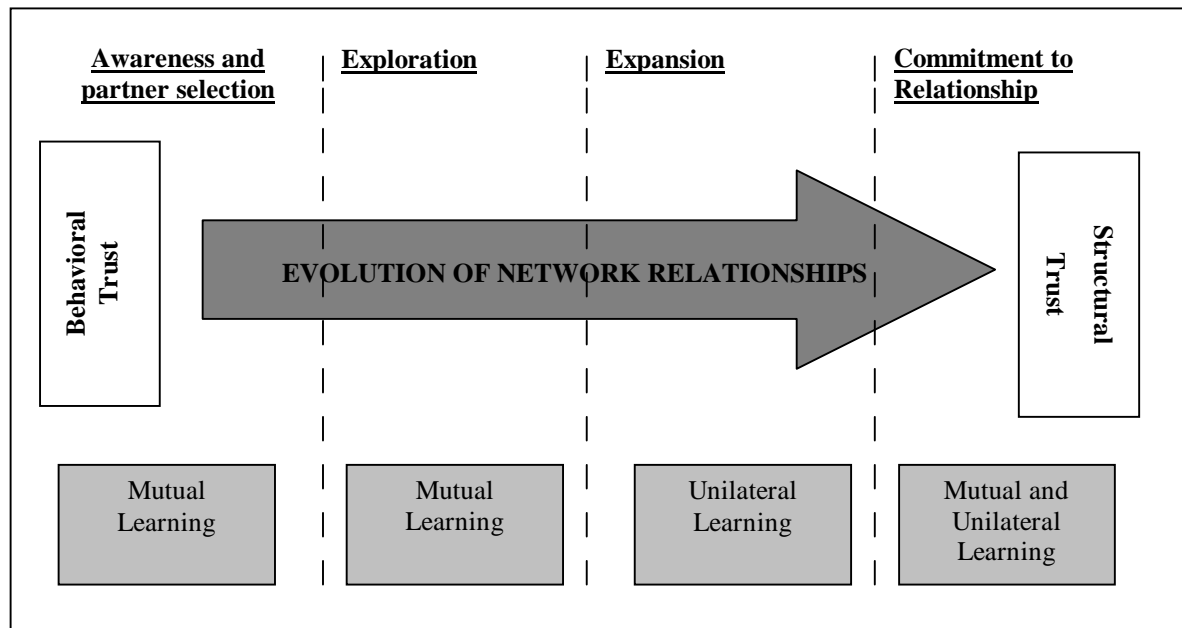 Awareness and
partner selection
Exploration
Expansion
Commitment to
Relationship
Behavioral
Trust
EVOLUTION OF NETWORK RELATIONSHIPS
Structural
Trust
Mutual
Learning
Mutual
Learning
Unilateral
Learning
Mutual and
Unilateral
Learning